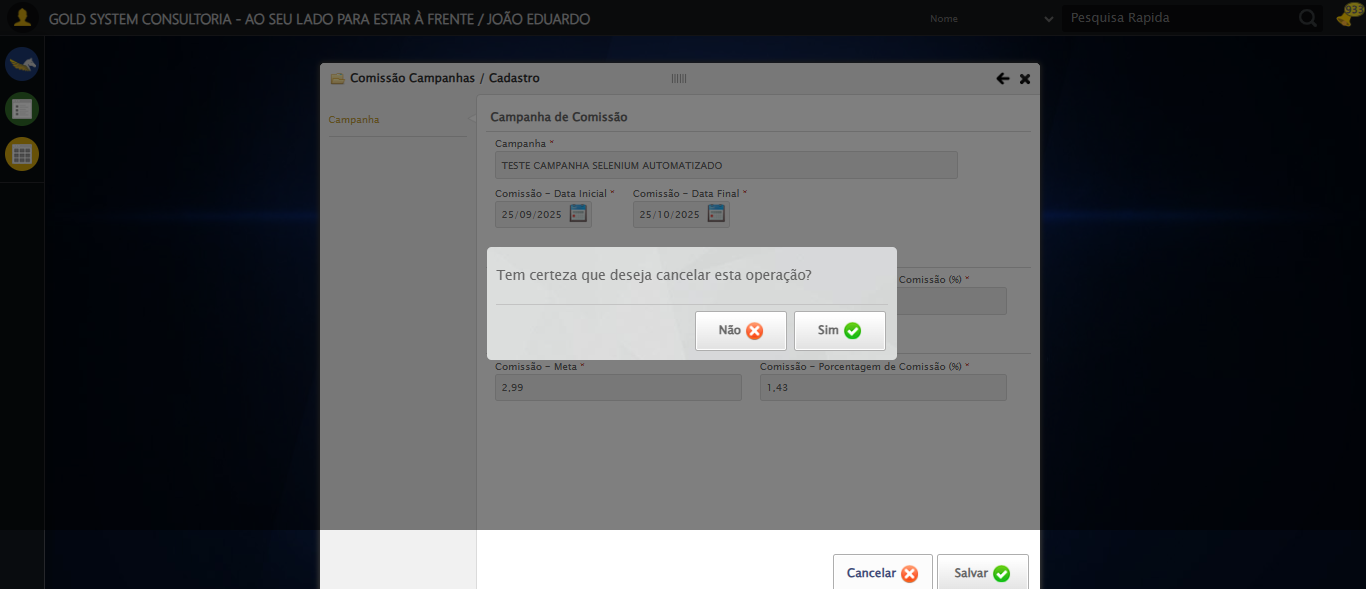 GOLD SYSTEM CONSULTORIA - AO SEU LADO PARA ESTAR À FRENTE / JOÃO EDUARDO
Nome
Pesquisa Rapida
933
Comissão Campanhas / Cadastro
Campanha
Campanha de Comissão
Campanha *
TESTE CAMPANHA SELENIUM AUTOMATIZADO
Comissão - Data Inicial * Comissão - Data Final *
25/09/2025 25/10/2025
Tem certeza que deseja cancelar esta operação?
Comissão (%) *
Não Sim
Comissão - Meta * Comissão - Porcentagem de Comissão (%) *
2,99 1,43
Cancelar Salvar